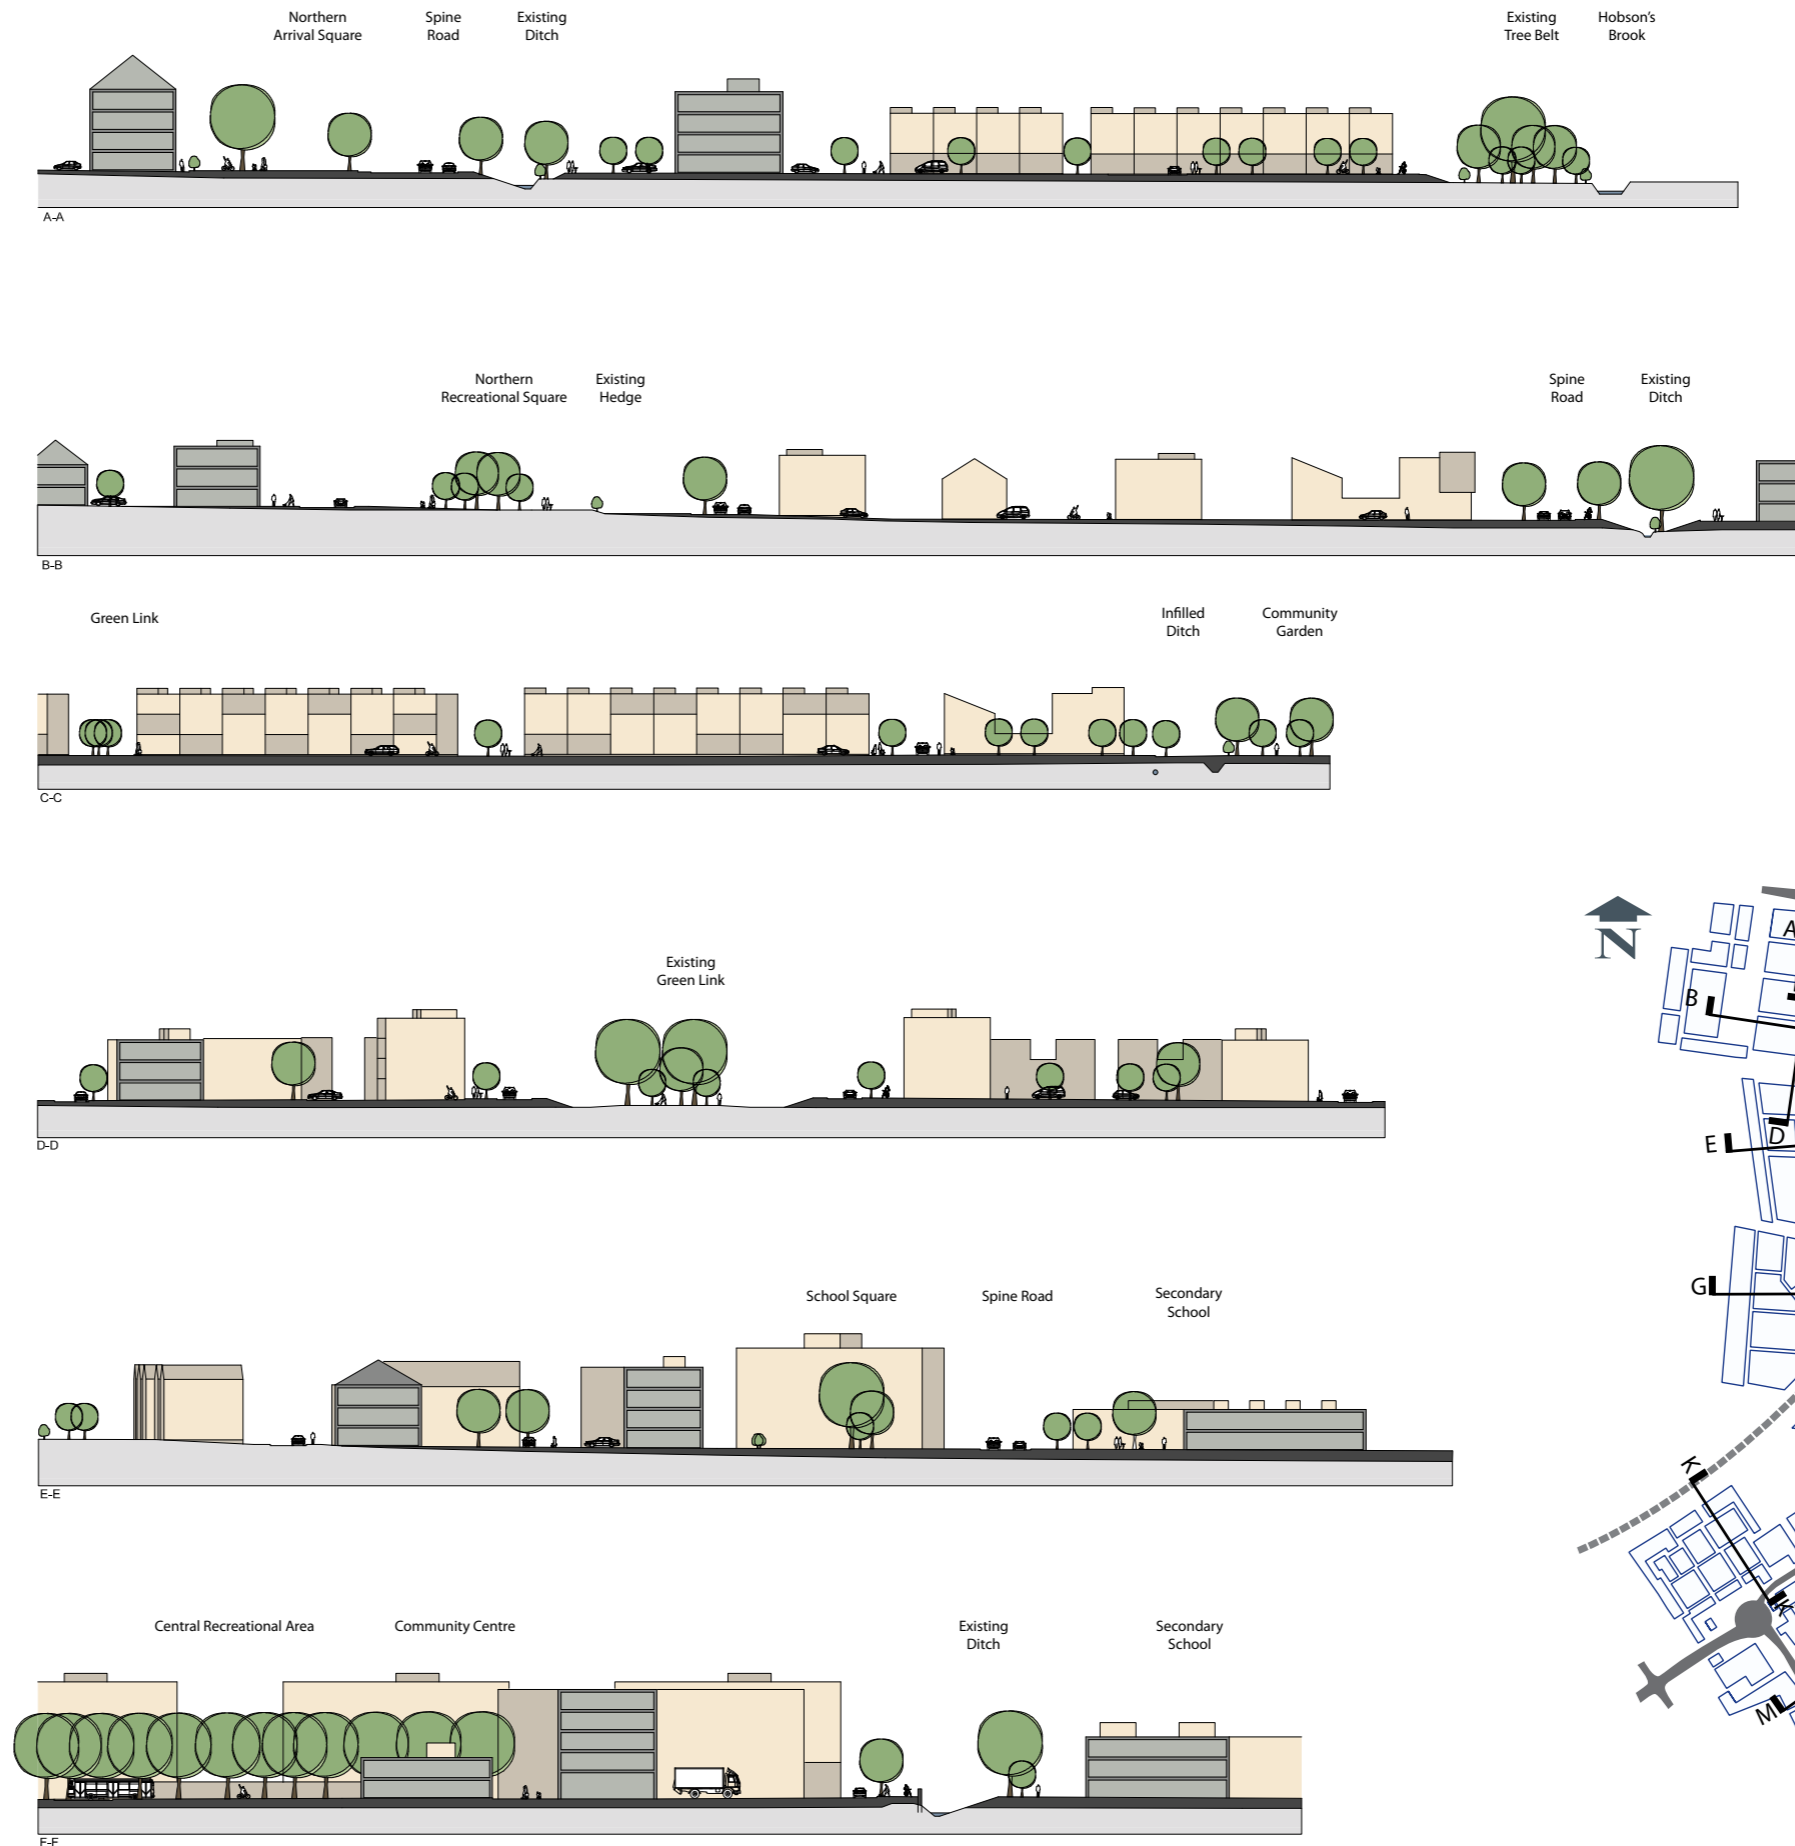 Northern
Arrival Square
Spine
Road
Existing
Ditch
Existing
Tree Belt
Hobson's
Brook
A-A
Northern
Recreational Square
Existing
Hedge
Spine
Road
Existing
Ditch
B-B
Green Link
Infilled
Ditch
Community
Garden
C-C
Existing
Green Link
D-D
School Square
Spine Road
Secondary
School
E-E
Central Recreational Area
Community Centre
Existing
Ditch
Secondary
School
F-F
N
A
B
D
E
G
K
K
M